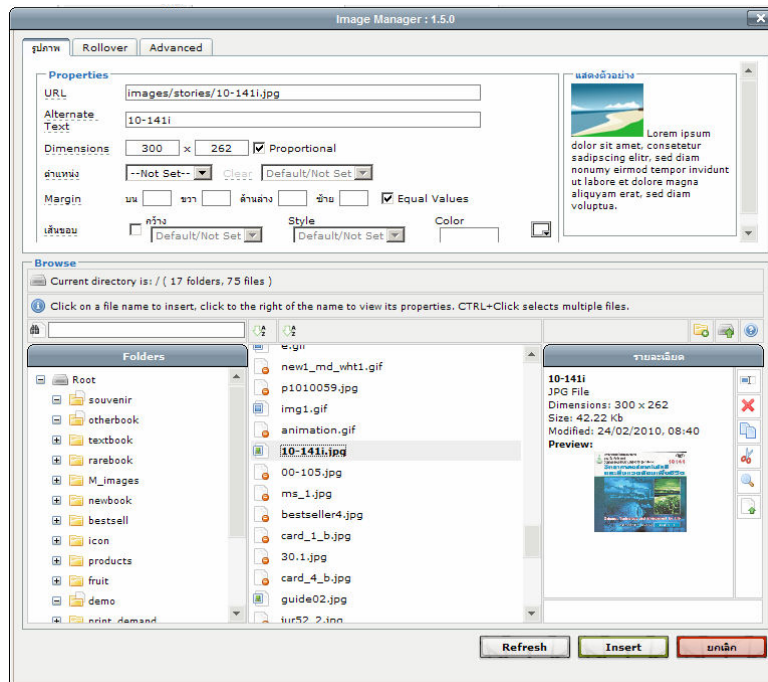 Image Manager : 1.5.0
รูปภาพ Rollover Advanced
Properties
URL images/stories/10-141i.jpg
Alternate Text 10-141i
Dimensions 300 x 262 Proportional
ตำแหน่ง --Not Set-- Clear Default/Not Set
Margin บน ขวา ด้านล่าง ซ้าย Equal Values
เส้นขอบ กว้าง Default/Not Set Style Default/Not Set Color
แสดงตัวอย่าง
Lorem ipsum
dolor sit amet, consetetur
sadipscing elitr, sed diam
nonumy eirmod tempor invidunt
ut labore et dolore magna
aliquyam erat, sed diam
voluptua.
Browse
Current directory is: / ( 17 folders, 75 files )
Click on a file name to insert, click to the right of the name to view its properties. CTRL+Click selects multiple files.
Folders
Root
souvenir
otherbook
textbook
rarebook
M_images
newbook
bestsell
icon
products
fruit
demo
print_demand
e.gif
new1_md_wht1.gif
p1010059.jpg
img1.gif
animation.gif
10-141i.jpg
00-105.jpg
ms_1.jpg
bestseller4.jpg
card_1_b.jpg
30.1.jpg
card_4_b.jpg
guide02.jpg
jur52_2.jpg
รายละเอียด
10-141i
JPG File
Dimensions: 300 x 262
Size: 42.22 Kb
Modified: 24/02/2010, 08:40
Preview:
Refresh Insert ยกเลิก